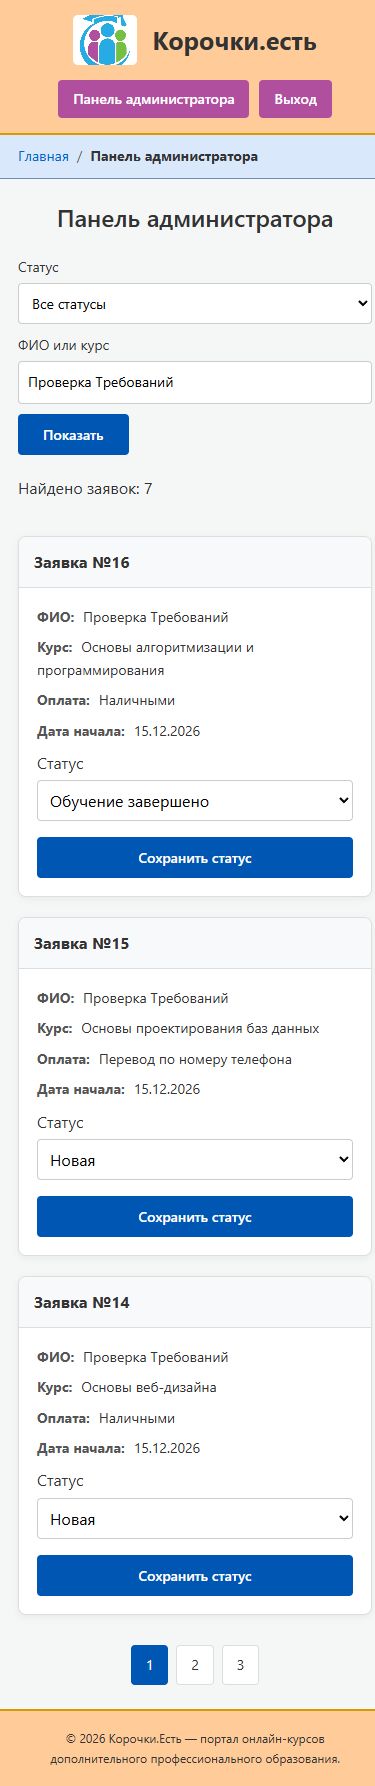 Корочки.есть
Панель администратора
Выход
Главная / Панель администратора
Панель администратора
Статус
Все статусы
ФИО или курс
Проверка Требований
Показать
Найдено заявок: 7
Заявка №16
ФИО: Проверка Требований
Курс: Основы алгоритмизации и
программирования
Оплата: Наличными
Дата начала: 15.12.2026
Статус
Обучение завершено
Сохранить статус
Заявка №15
ФИО: Проверка Требований
Курс: Основы проектирования баз данных
Оплата: Перевод по номеру телефона
Дата начала: 15.12.2026
Статус
Новая
Сохранить статус
Заявка №14
ФИО: Проверка Требований
Курс: Основы веб-дизайна
Оплата: Наличными
Дата начала: 15.12.2026
Статус
Новая
Сохранить статус
1 2 3
© 2026 Корочки.Есть — портал онлайн-курсов
дополнительного профессионального образования.